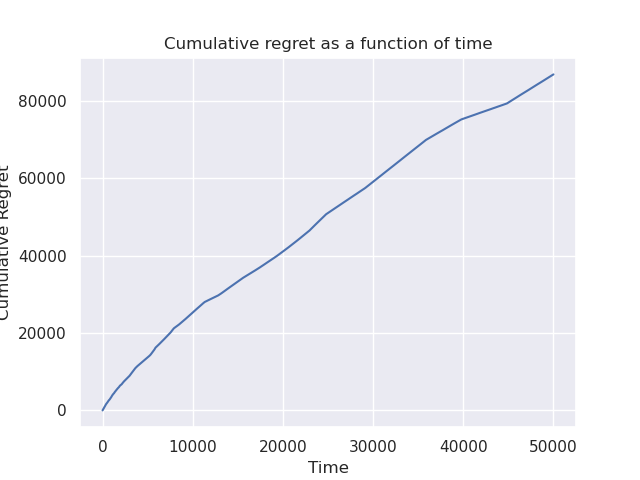 Cumulative regret as a function of time
Cumulative Regret
80000
60000
40000
20000
0
0 10000 20000 30000 40000 50000
Time